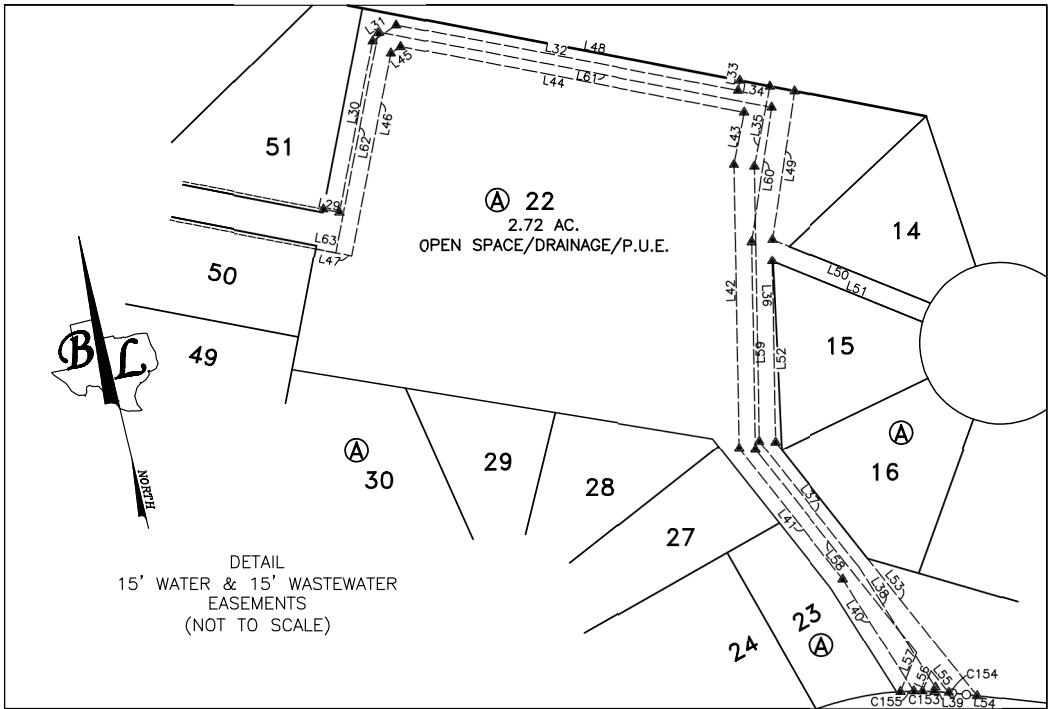 L31
L32
L48
L33
L45
L61
L44
L34
L30
L46
L62
L43
L35
L60
L49
51
L29
A 22
2.72 AC.
OPEN SPACE/DRAINAGE/P.U.E.
14
L63
L47
50
L42
L36
L50
L51
B L
49
L59
L52
15
A
A
30
29
28
16
NORTH
27
L37
L41
L58
L53
L38
L40
DETAIL
15' WATER & 15' WASTEWATER
EASEMENTS
(NOT TO SCALE)
23
A
24
L57
L56
L55
C154
C155
C153
L39
L54